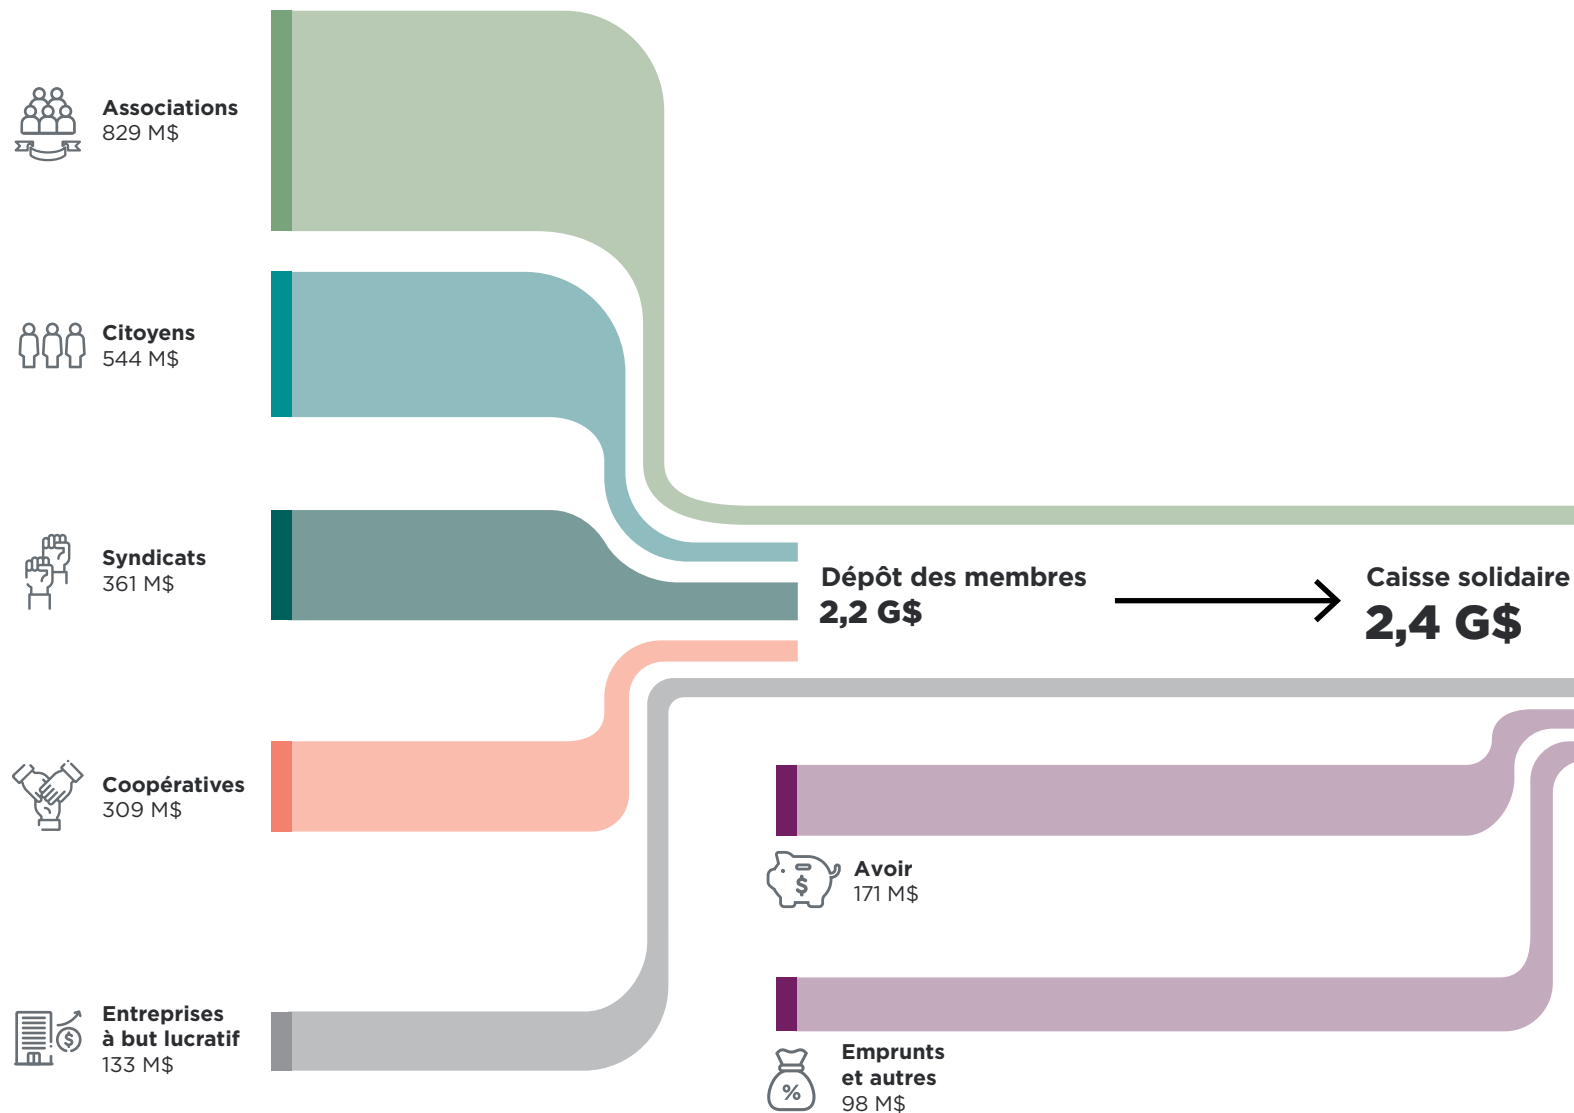 Associations
829 M$
Citoyens
544 M$
Syndicats
361 M$
Coopératives
309 M$
Entreprises
à but lucratif
$
133 M$
Dépôt des membres
2,2 G$
Caisse solidaire
2,4 G$
$
Avoir
171 M$
%
Emprunts
et autres
98 M$